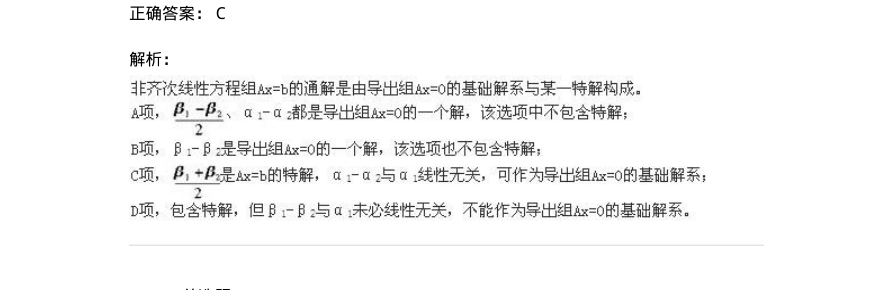 正确答案: C
解析:
非齐次线性方程组Ax=b的通解是由导出组Ax=0的基础解系与某一特解构成。
A项，(β₁-β₂)/2、α₁-α₂都是导出组Ax=0的一个解，该选项中不包含特解；
B项，β₁-β₂是导出组Ax=0的一个解，该选项也不包含特解；
C项，(β₁+β₂)/2是Ax=b的特解，α₁-α₂与α₁线性无关，可作为导出组Ax=0的基础解系；
D项，包含特解，但β₁-β₂与α₁未必线性无关，不能作为导出组Ax=0的基础解系。